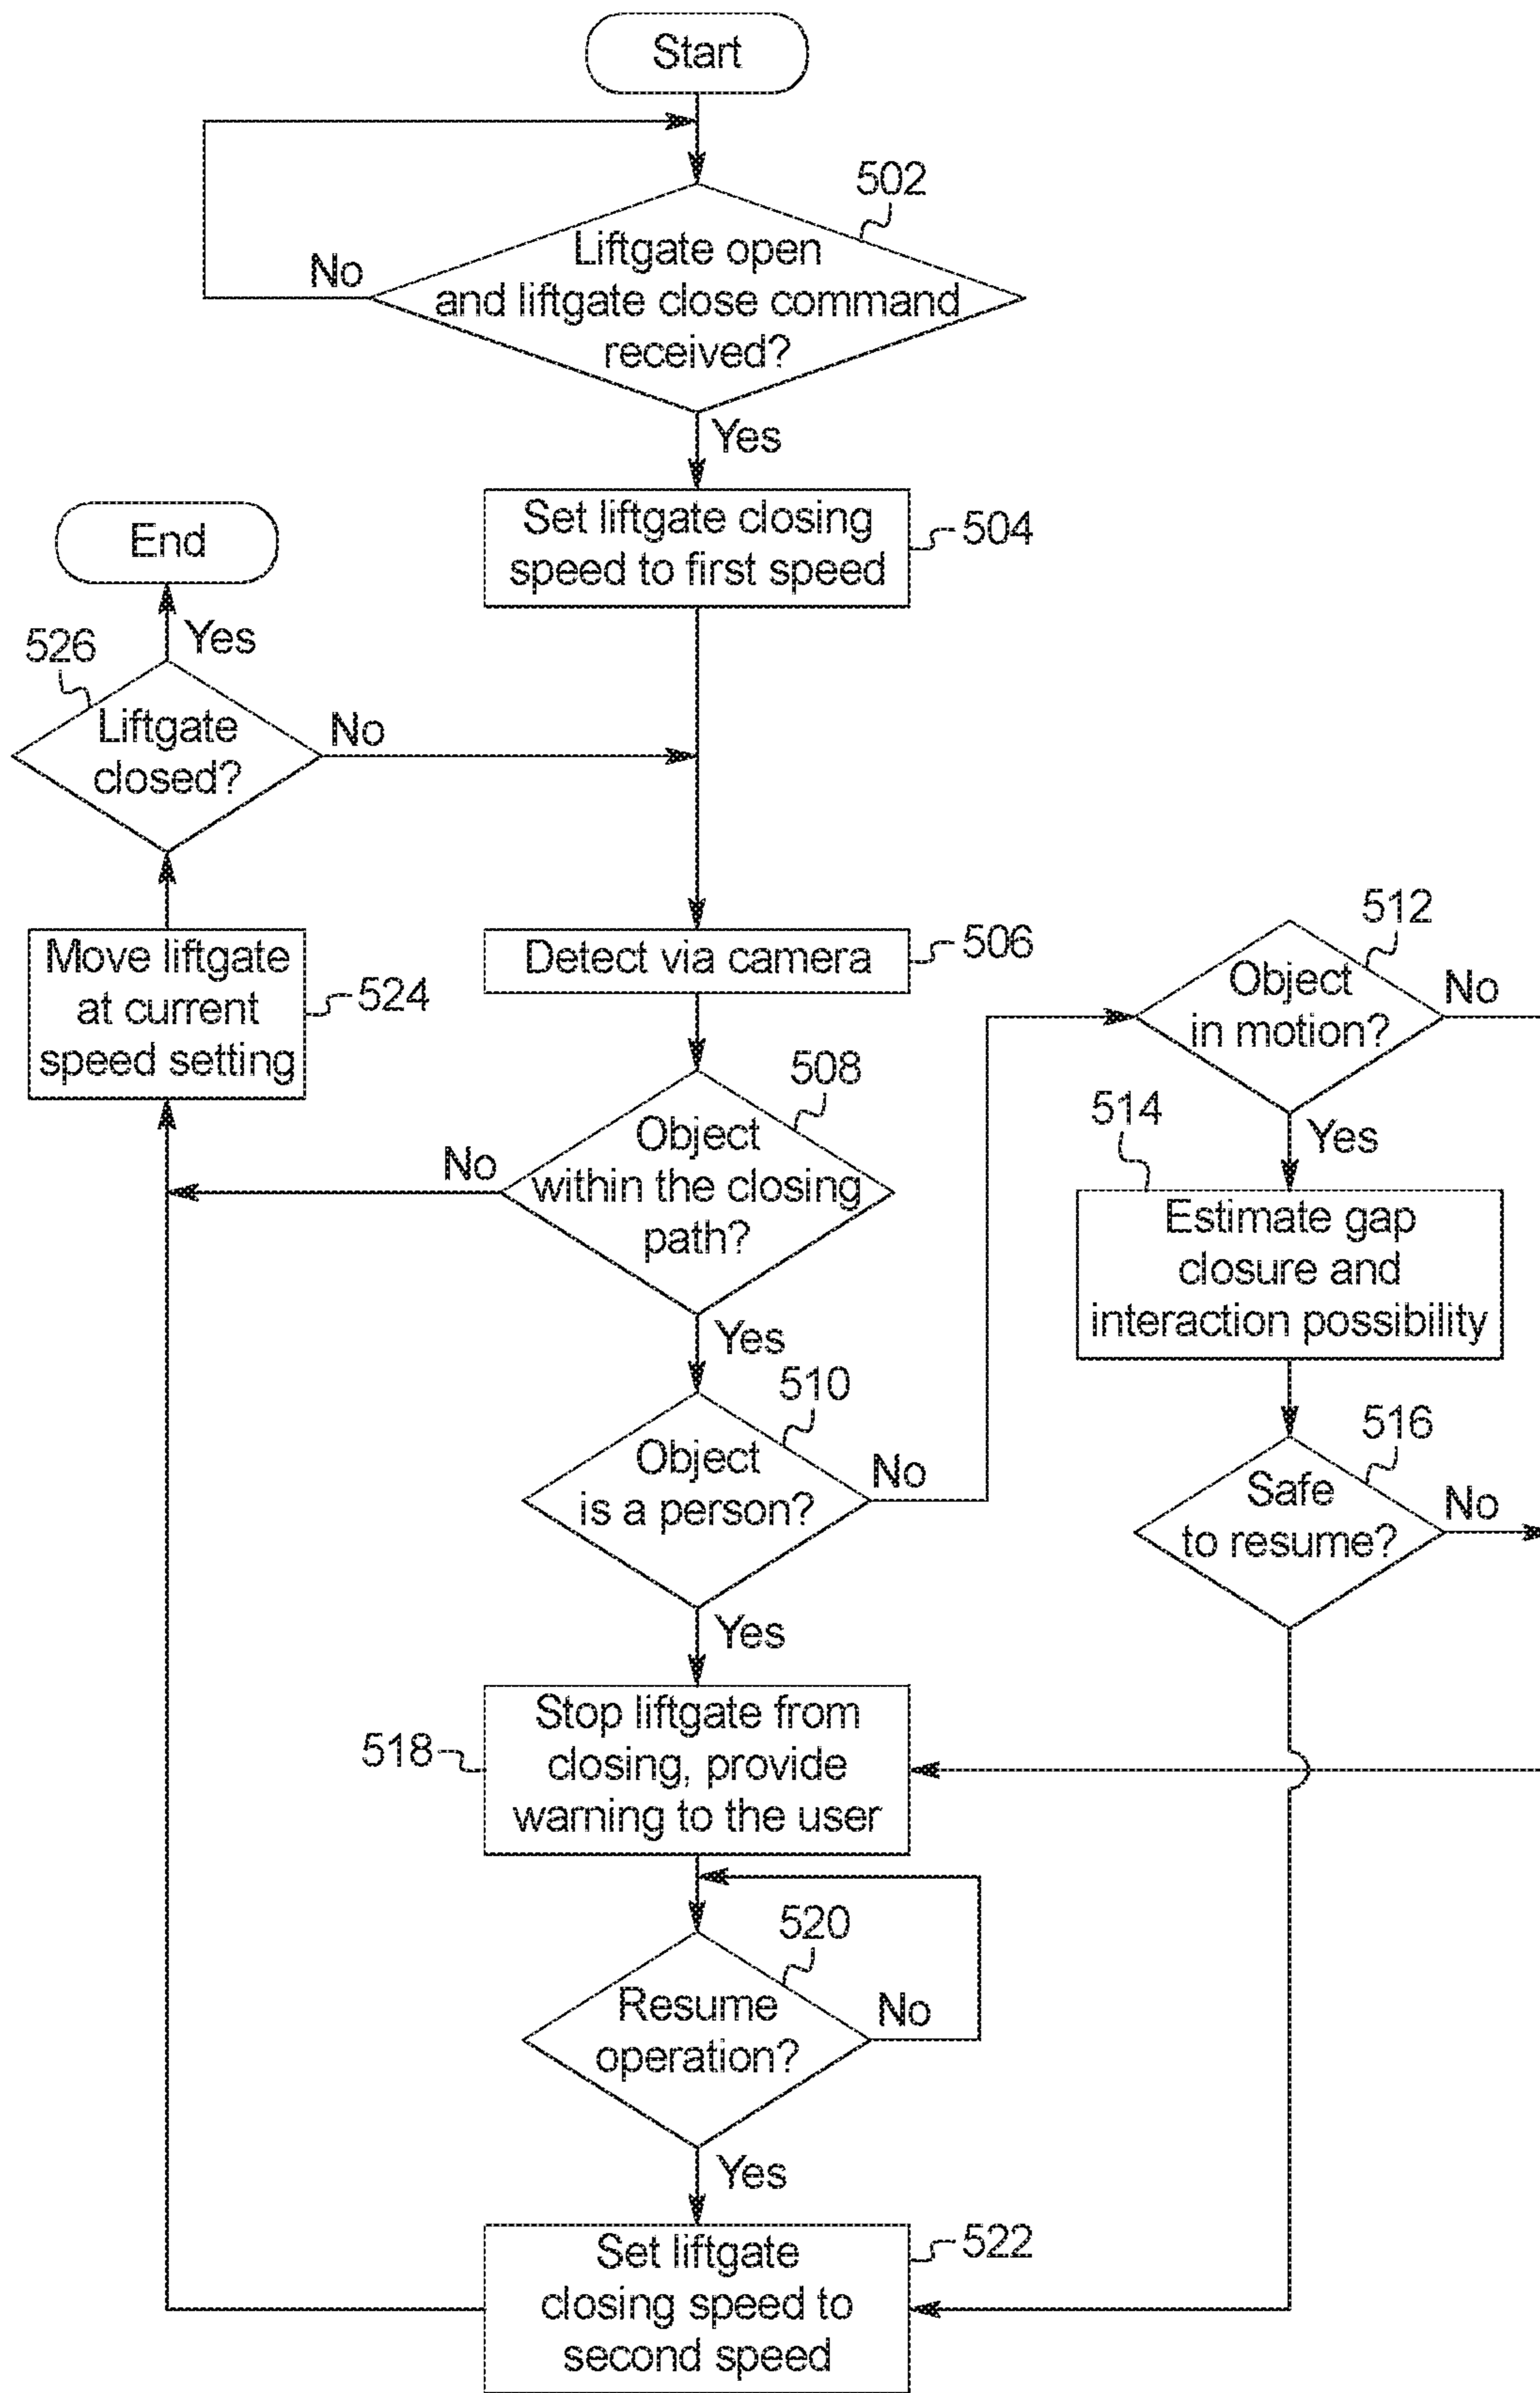 Start
502
Liftgate open
and liftgate close command
received?
No
Yes
Set liftgate closing
speed to first speed
504
End
Yes
526
Liftgate
closed?
No
Move liftgate
at current
speed setting
524
Detect via camera
506
508
Object
within the closing
path?
No
Yes
510
Object
is a person?
No
Yes
512
Object
in motion?
No
Yes
514
Estimate gap
closure and
interaction possibility
516
Safe
to resume?
No
518
Stop liftgate from
closing, provide
warning to the user
520
Resume
operation?
No
Yes
Set liftgate
closing speed to
second speed
522